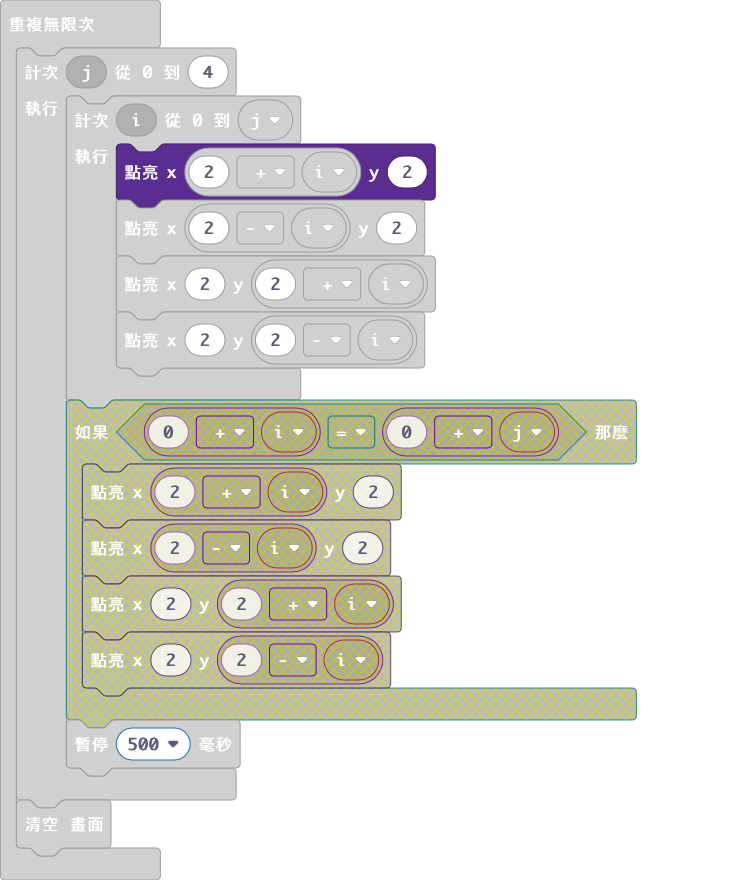 重複無限次
計次 j 從 0 到 4
執行 計次 i 從 0 到 j
執行 點亮 x 2 + i y 2
點亮 x 2 - i y 2
點亮 x 2 y 2 + i
點亮 x 2 y 2 - i
如果 0 + i = 0 + j 那麼
點亮 x 2 + i y 2
點亮 x 2 - i y 2
點亮 x 2 y 2 + i
點亮 x 2 y 2 - i
暫停 500 毫秒
清空 畫面